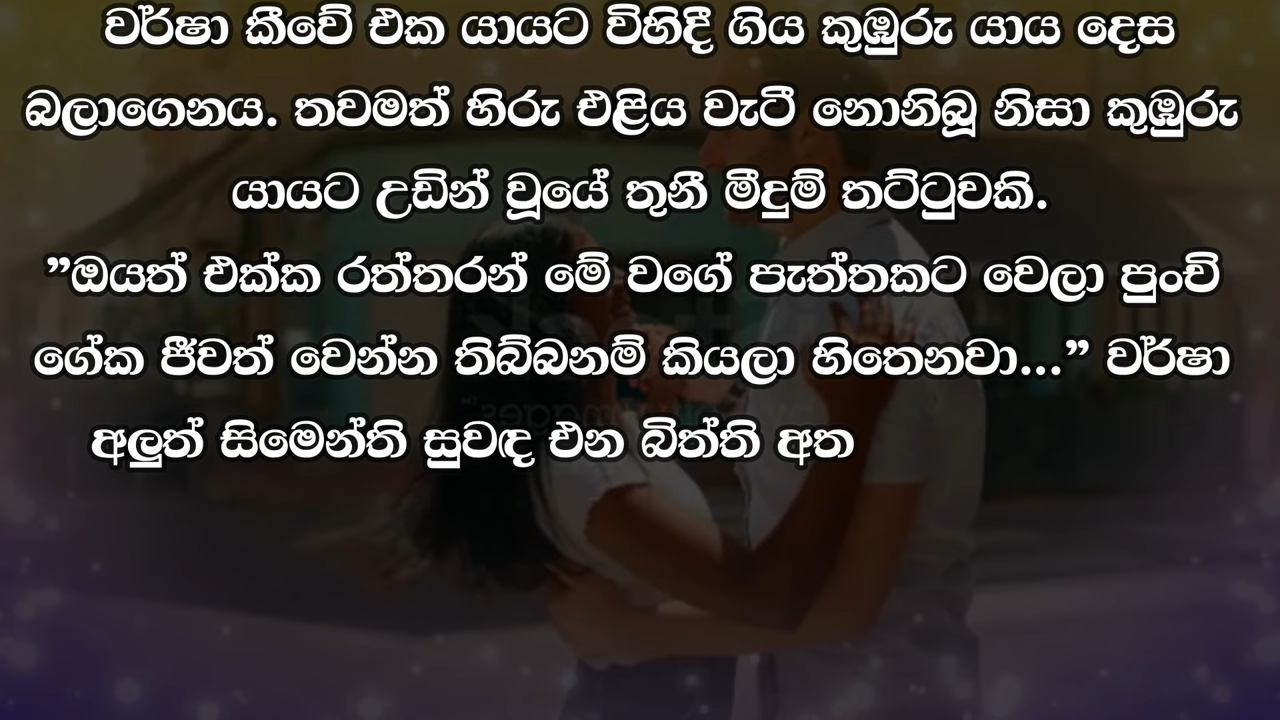 වර්ෂා කීවේ එක යායට විහිදී ගිය කුඹුරු යාය දෙස
බලාගෙනය. තවමත් හිරු එළිය වැටී නොනිබූ නිසා කුඹුරු
යායට උඩින් වූයේ තුනී මීදුම් තට්ටුවකි.
”ඔයත් එක්ක රත්තරන් මේ වගේ පැත්තකට වෙලා පුංචි
ගේක ජීවත් වෙන්න තිබ්බනම් කියලා හිතෙනවා...” වර්ෂා
අලුත් සිමෙන්ති සුවඳ එන බිත්ති අත